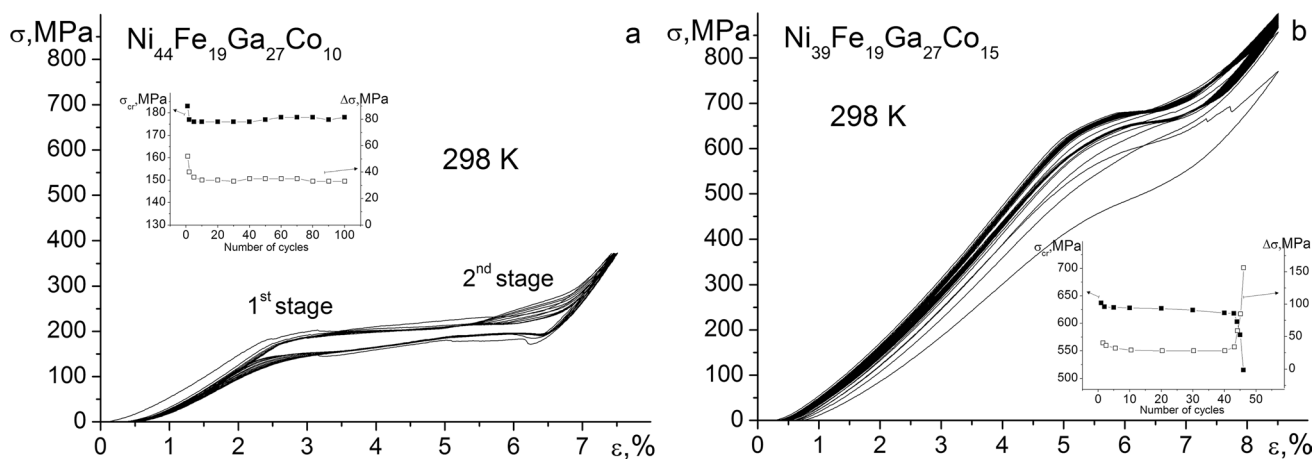 σ,MPa
Ni44Fe19Ga27Co10
a
800
700
600
500
400
300
200
100
0
σcr,MPa
Δσ,MPa
180
170
160
150
140
130
80
60
40
20
0
0 20 40 60 80 100
Number of cycles
298 K
1st stage
2nd stage
0 1 2 3 4 5 6 7 ε,%
σ,MPa
Ni39Fe19Ga27Co15
b
298 K
800
700
600
500
400
300
200
100
0
σcr,MPa
Δσ,MPa
700
650
600
550
500
150
100
50
0
0 10 20 30 40 50
Number of cycles
1 2 3 4 5 6 7 8 ε,%